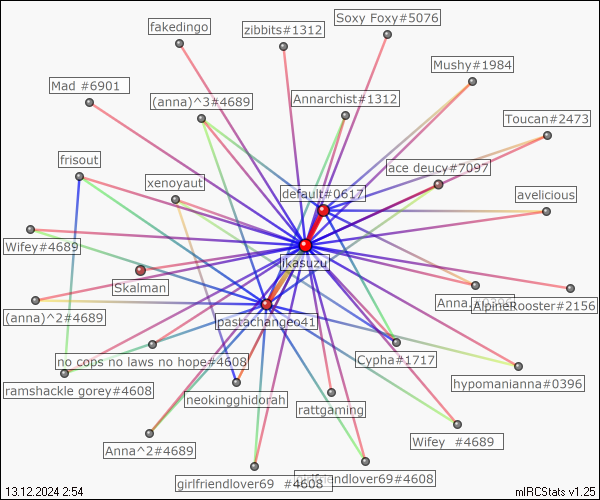 fakedingo
zibbits#1312
Soxy Foxy#5076
Mushy#1984
Mad #6901
(anna)^3#4689
Annarchist#1312
Toucan#2473
frisout
xenoyaut
ace deucy#7097
default#0617
avelicious
Wifey#4689
jkasuzu
Skalman
Anna
AlpineRooster#2156
(anna)^2#4689
pastachangeo41
no cops no laws no hope#4608
Cypha#1717
ramshackle gorey#4608
neokingghidorah
hypomanianna#0396
rattgaming
Anna^2#4689
Wifey  #4689
girlfriendlover69  #4608
girlfriendlover69#4608
13.12.2024 2:54
mIRCStats v1.25